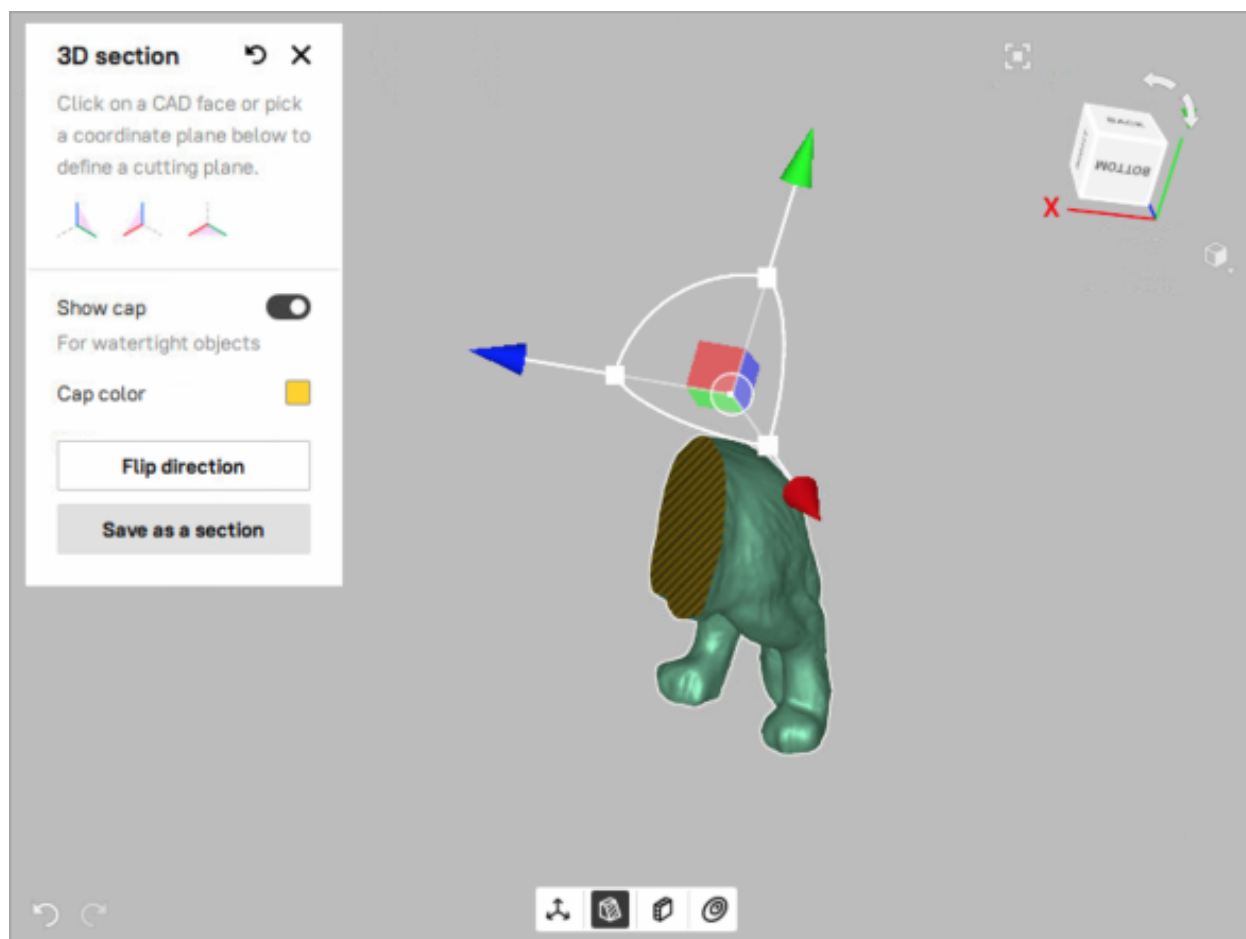 3D section
Click on a CAD face or pick
a coordinate plane below to
define a cutting plane.
Show cap
For watertight objects
Cap color
Flip direction
Save as a section
BACK
BOTTOM
X